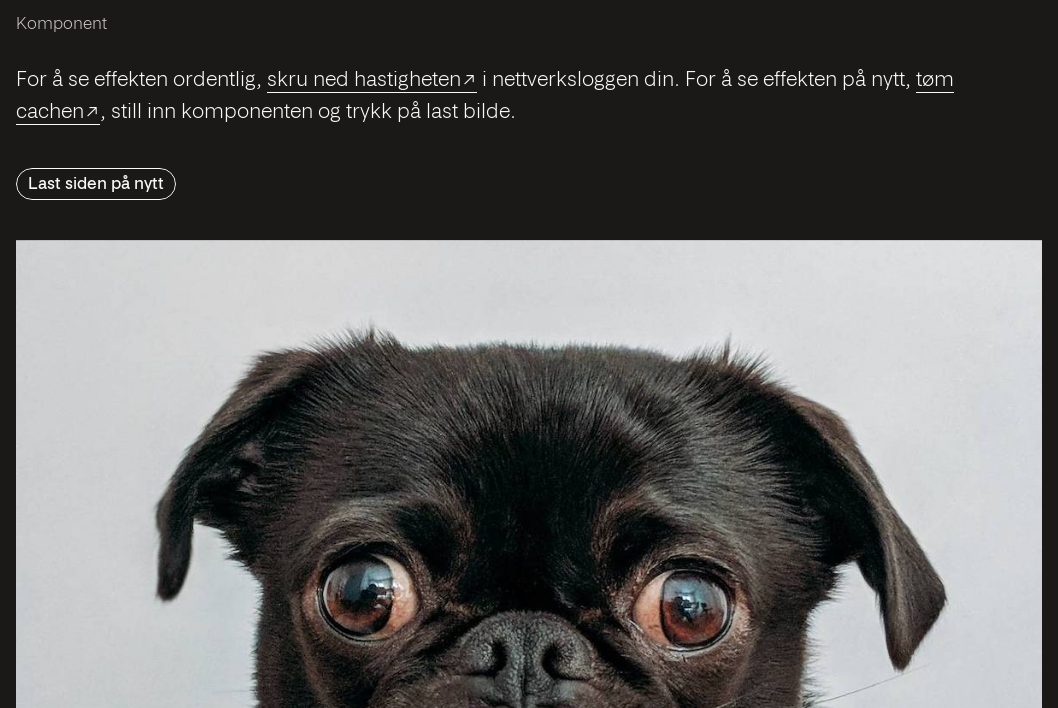 Komponent
For å se effekten ordentlig, skru ned hastigheten↗ i nettverksloggen din. For å se effekten på nytt, tøm
cachen↗, still inn komponenten og trykk på last bilde.
Last siden på nytt